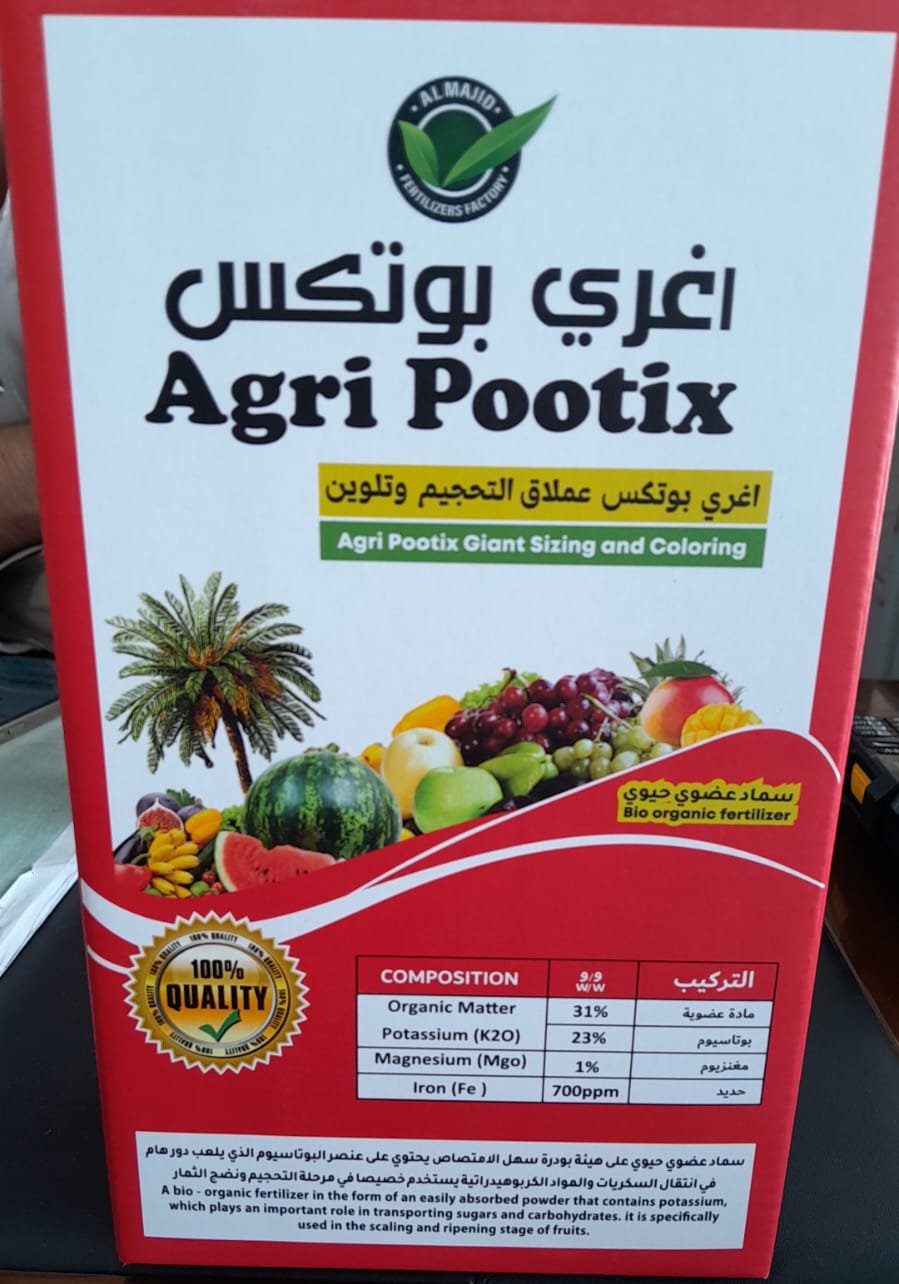 • AL MAJID •
FERTILIZERS FACTORY
اغري بوتكس
Agri Pootix
اغري بوتكس عملاق التحجيم وتلوين
Agri Pootix Giant Sizing and Coloring
سماد عضوي حيوي
Bio organic fertilizer
100% QUALITY
100%
QUALITY
COMPOSITION و/و W/W التركيب
Organic Matter 31% مادة عضوية
Potassium (K2O) 23% بوتاسيوم
Magnesium (Mgo) 1% مغنزيوم
Iron (Fe ) 700ppm حديد
سماد عضوي حيوي على هيئة بودرة سهل الامتصاص يحتوي على عنصر البوتاسيوم الذي يلعب دور هام
في انتقال السكريات والمواد الكربوهيدراتية يستخدم خصيصا في مرحلة التحجيم ونضج الثمار
A bio - organic fertilizer in the form of an easily absorbed powder that contains potassium,
which plays an important role in transporting sugars and carbohydrates. it is specifically
used in the scaling and ripening stage of fruits.